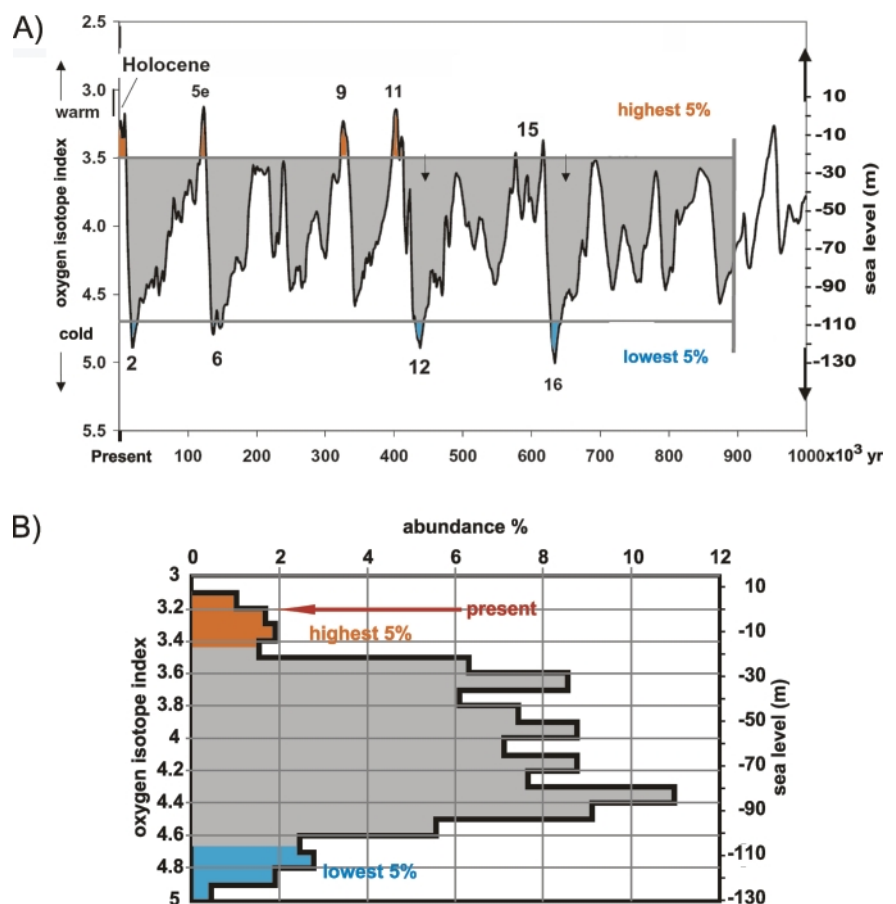 A)
2.5
3.0
3.5
4.0
4.5
5.0
5.5
oxygen isotope index
warm
cold
Holocene
5e
9
11
15
2
6
12
16
highest 5%
lowest 5%
10
-10
-30
-50
-70
-90
-110
-130
sea level (m)
Present 100 200 300 400 500 600 700 800 900 1000x10³ yr
B)
abundance %
0 2 4 6 8 10 12
3
3.2
3.4
3.6
3.8
4
4.2
4.4
4.6
4.8
5
oxygen isotope index
present
highest 5%
lowest 5%
10
-10
-30
-50
-70
-90
-110
-130
sea level (m)